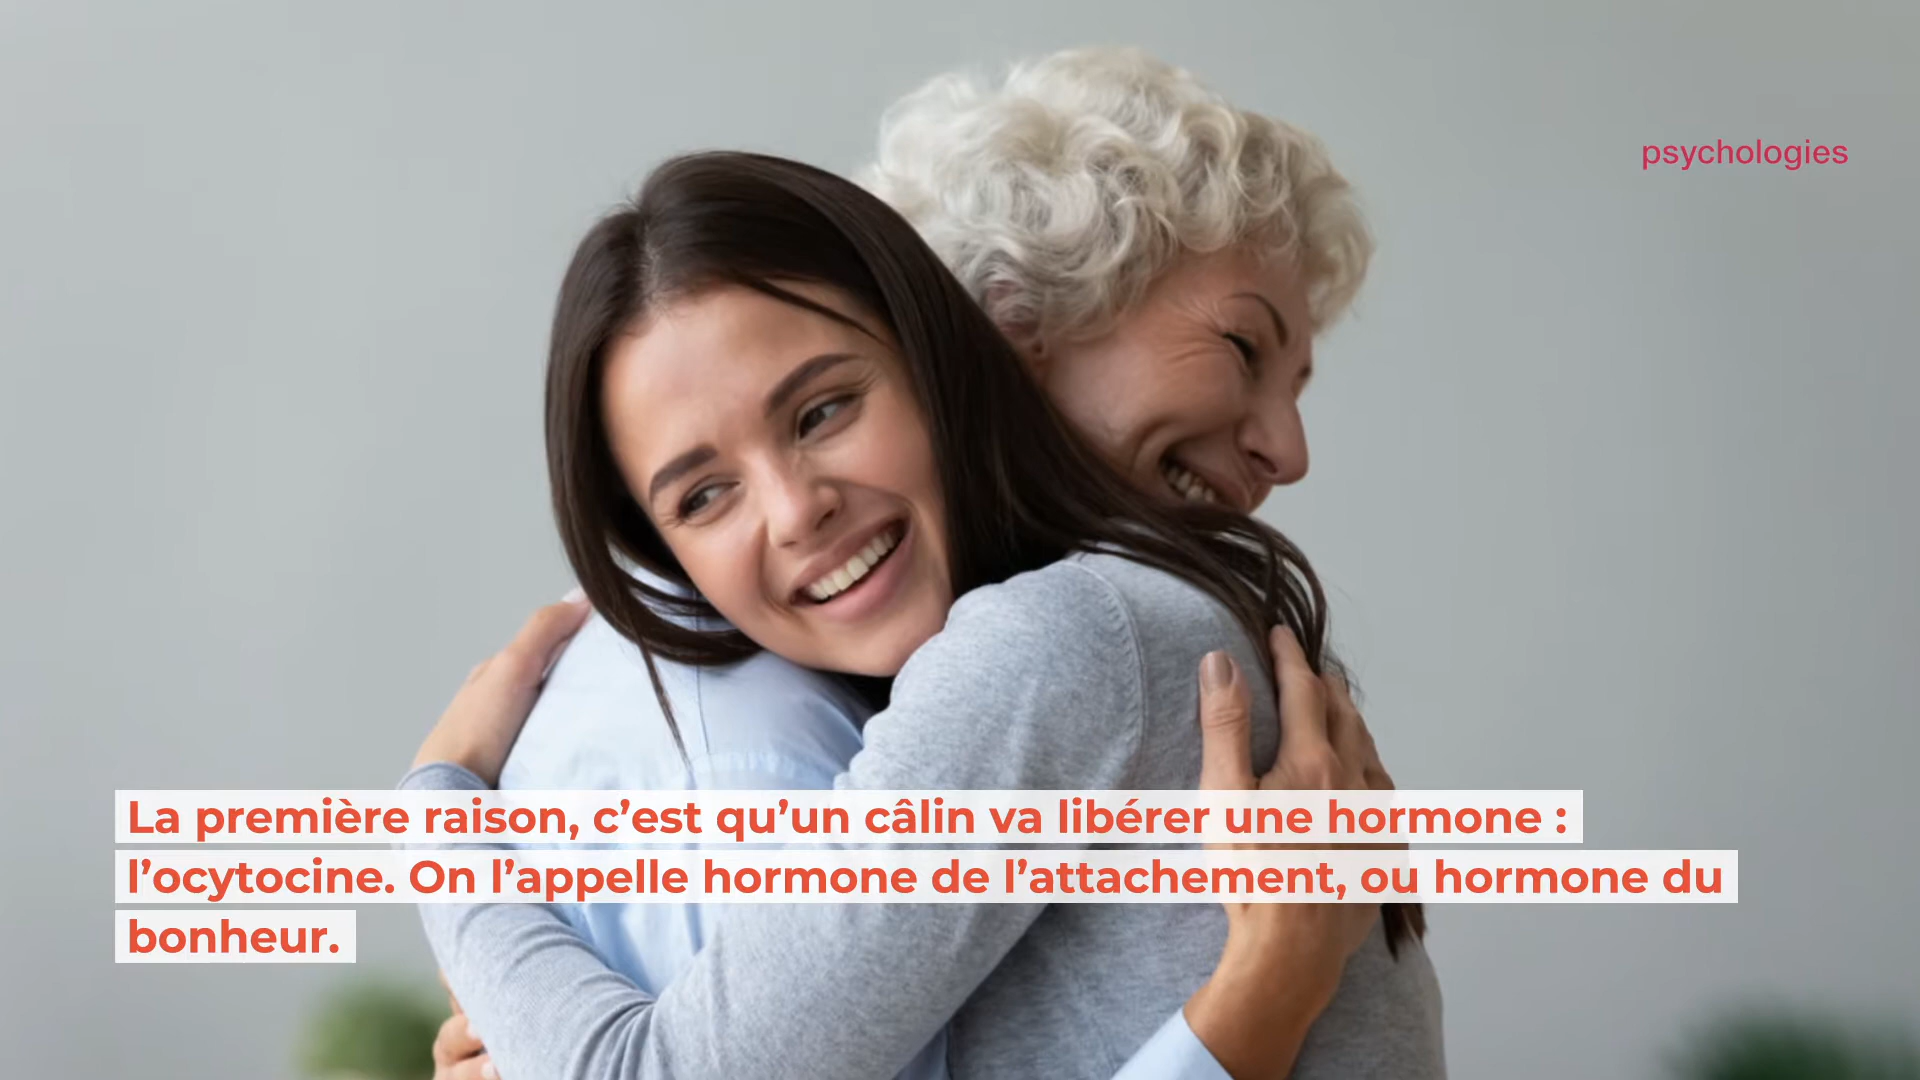 psychologies
La première raison, c’est qu’un câlin va libérer une hormone :
l’ocytocine. On l’appelle hormone de l’attachement, ou hormone du
bonheur.